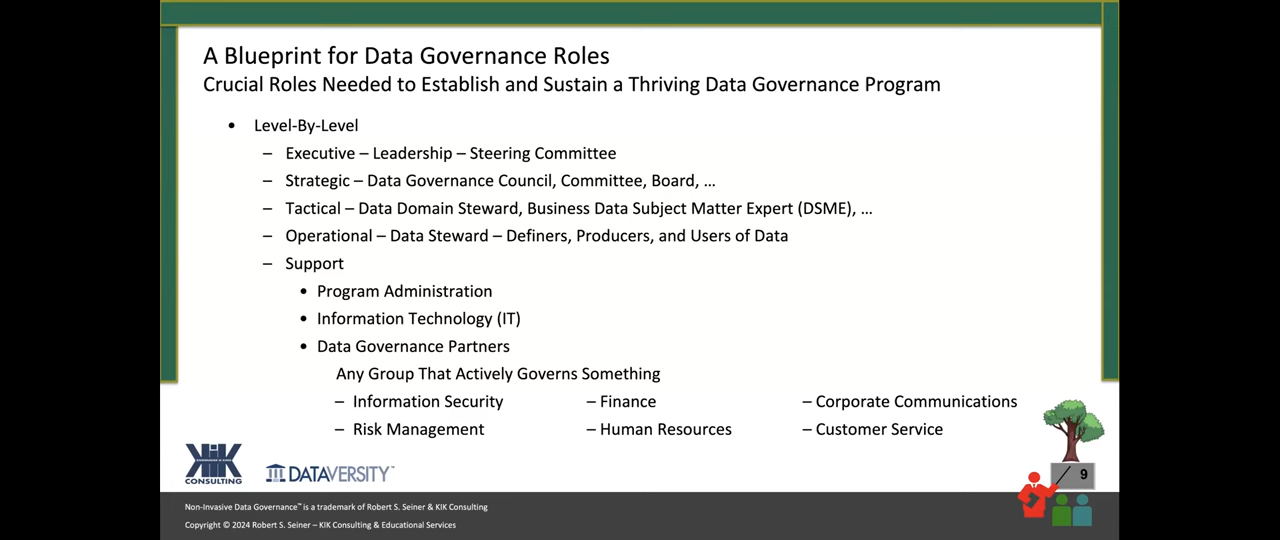 A Blueprint for Data Governance Roles
Crucial Roles Needed to Establish and Sustain a Thriving Data Governance Program
• Level-By-Level
– Executive – Leadership – Steering Committee
– Strategic – Data Governance Council, Committee, Board, ...
– Tactical – Data Domain Steward, Business Data Subject Matter Expert (DSME), ...
– Operational – Data Steward – Definers, Producers, and Users of Data
– Support
• Program Administration
• Information Technology (IT)
• Data Governance Partners
Any Group That Actively Governs Something
– Information Security – Finance – Corporate Communications
– Risk Management – Human Resources – Customer Service
KIK
CONSULTING
DATAVERSITY™
9
Non-Invasive Data Governance™ is a trademark of Robert S. Seiner & KIK Consulting
Copyright © 2024 Robert S. Seiner – KIK Consulting & Educational Services